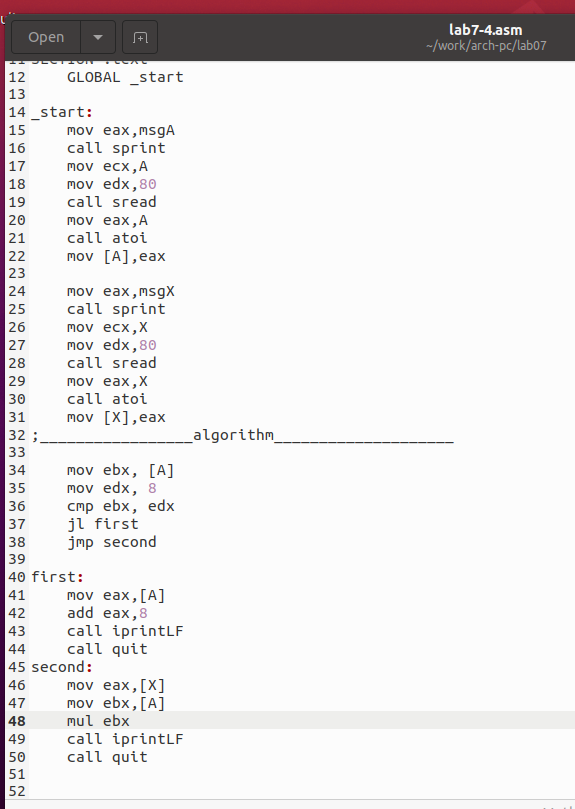 Open
lab7-4.asm
~/work/arch-pc/lab07
11 SECTION .text
12     GLOBAL _start
13
14 _start:
15     mov eax,msgA
16     call sprint
17     mov ecx,A
18     mov edx,80
19     call sread
20     mov eax,A
21     call atoi
22     mov [A],eax
23
24     mov eax,msgX
25     call sprint
26     mov ecx,X
27     mov edx,80
28     call sread
29     mov eax,X
30     call atoi
31     mov [X],eax
32 ;_________________algorithm____________________
33
34     mov ebx, [A]
35     mov edx, 8
36     cmp ebx, edx
37     jl first
38     jmp second
39
40 first:
41     mov eax,[A]
42     add eax,8
43     call iprintLF
44     call quit
45 second:
46     mov eax,[X]
47     mov ebx,[A]
48     mul ebx
49     call iprintLF
50     call quit
51
52